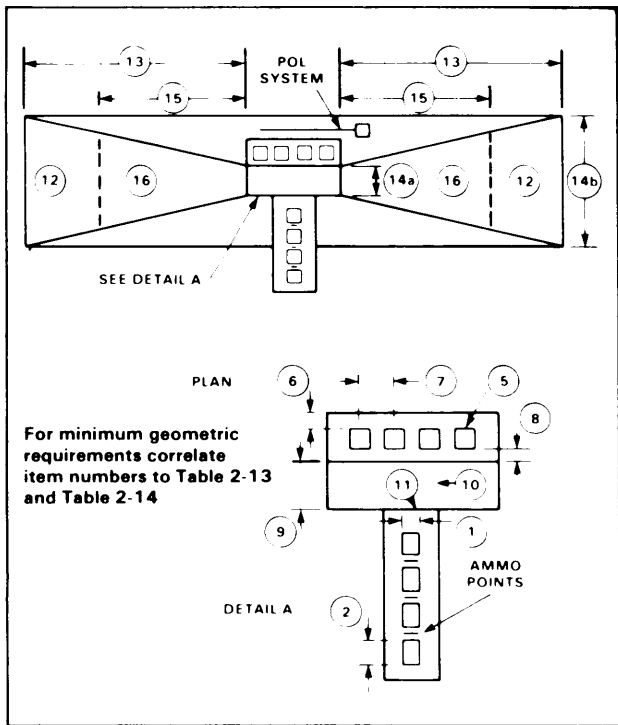 13
POL
SYSTEM
13
15
15
12
16
14a
16
12
14b
SEE DETAIL A
PLAN
6
7
5
8
For minimum geometric
requirements correlate
item numbers to Table 2-13
and Table 2-14
11
10
9
1
AMMO
POINTS
DETAIL A
2